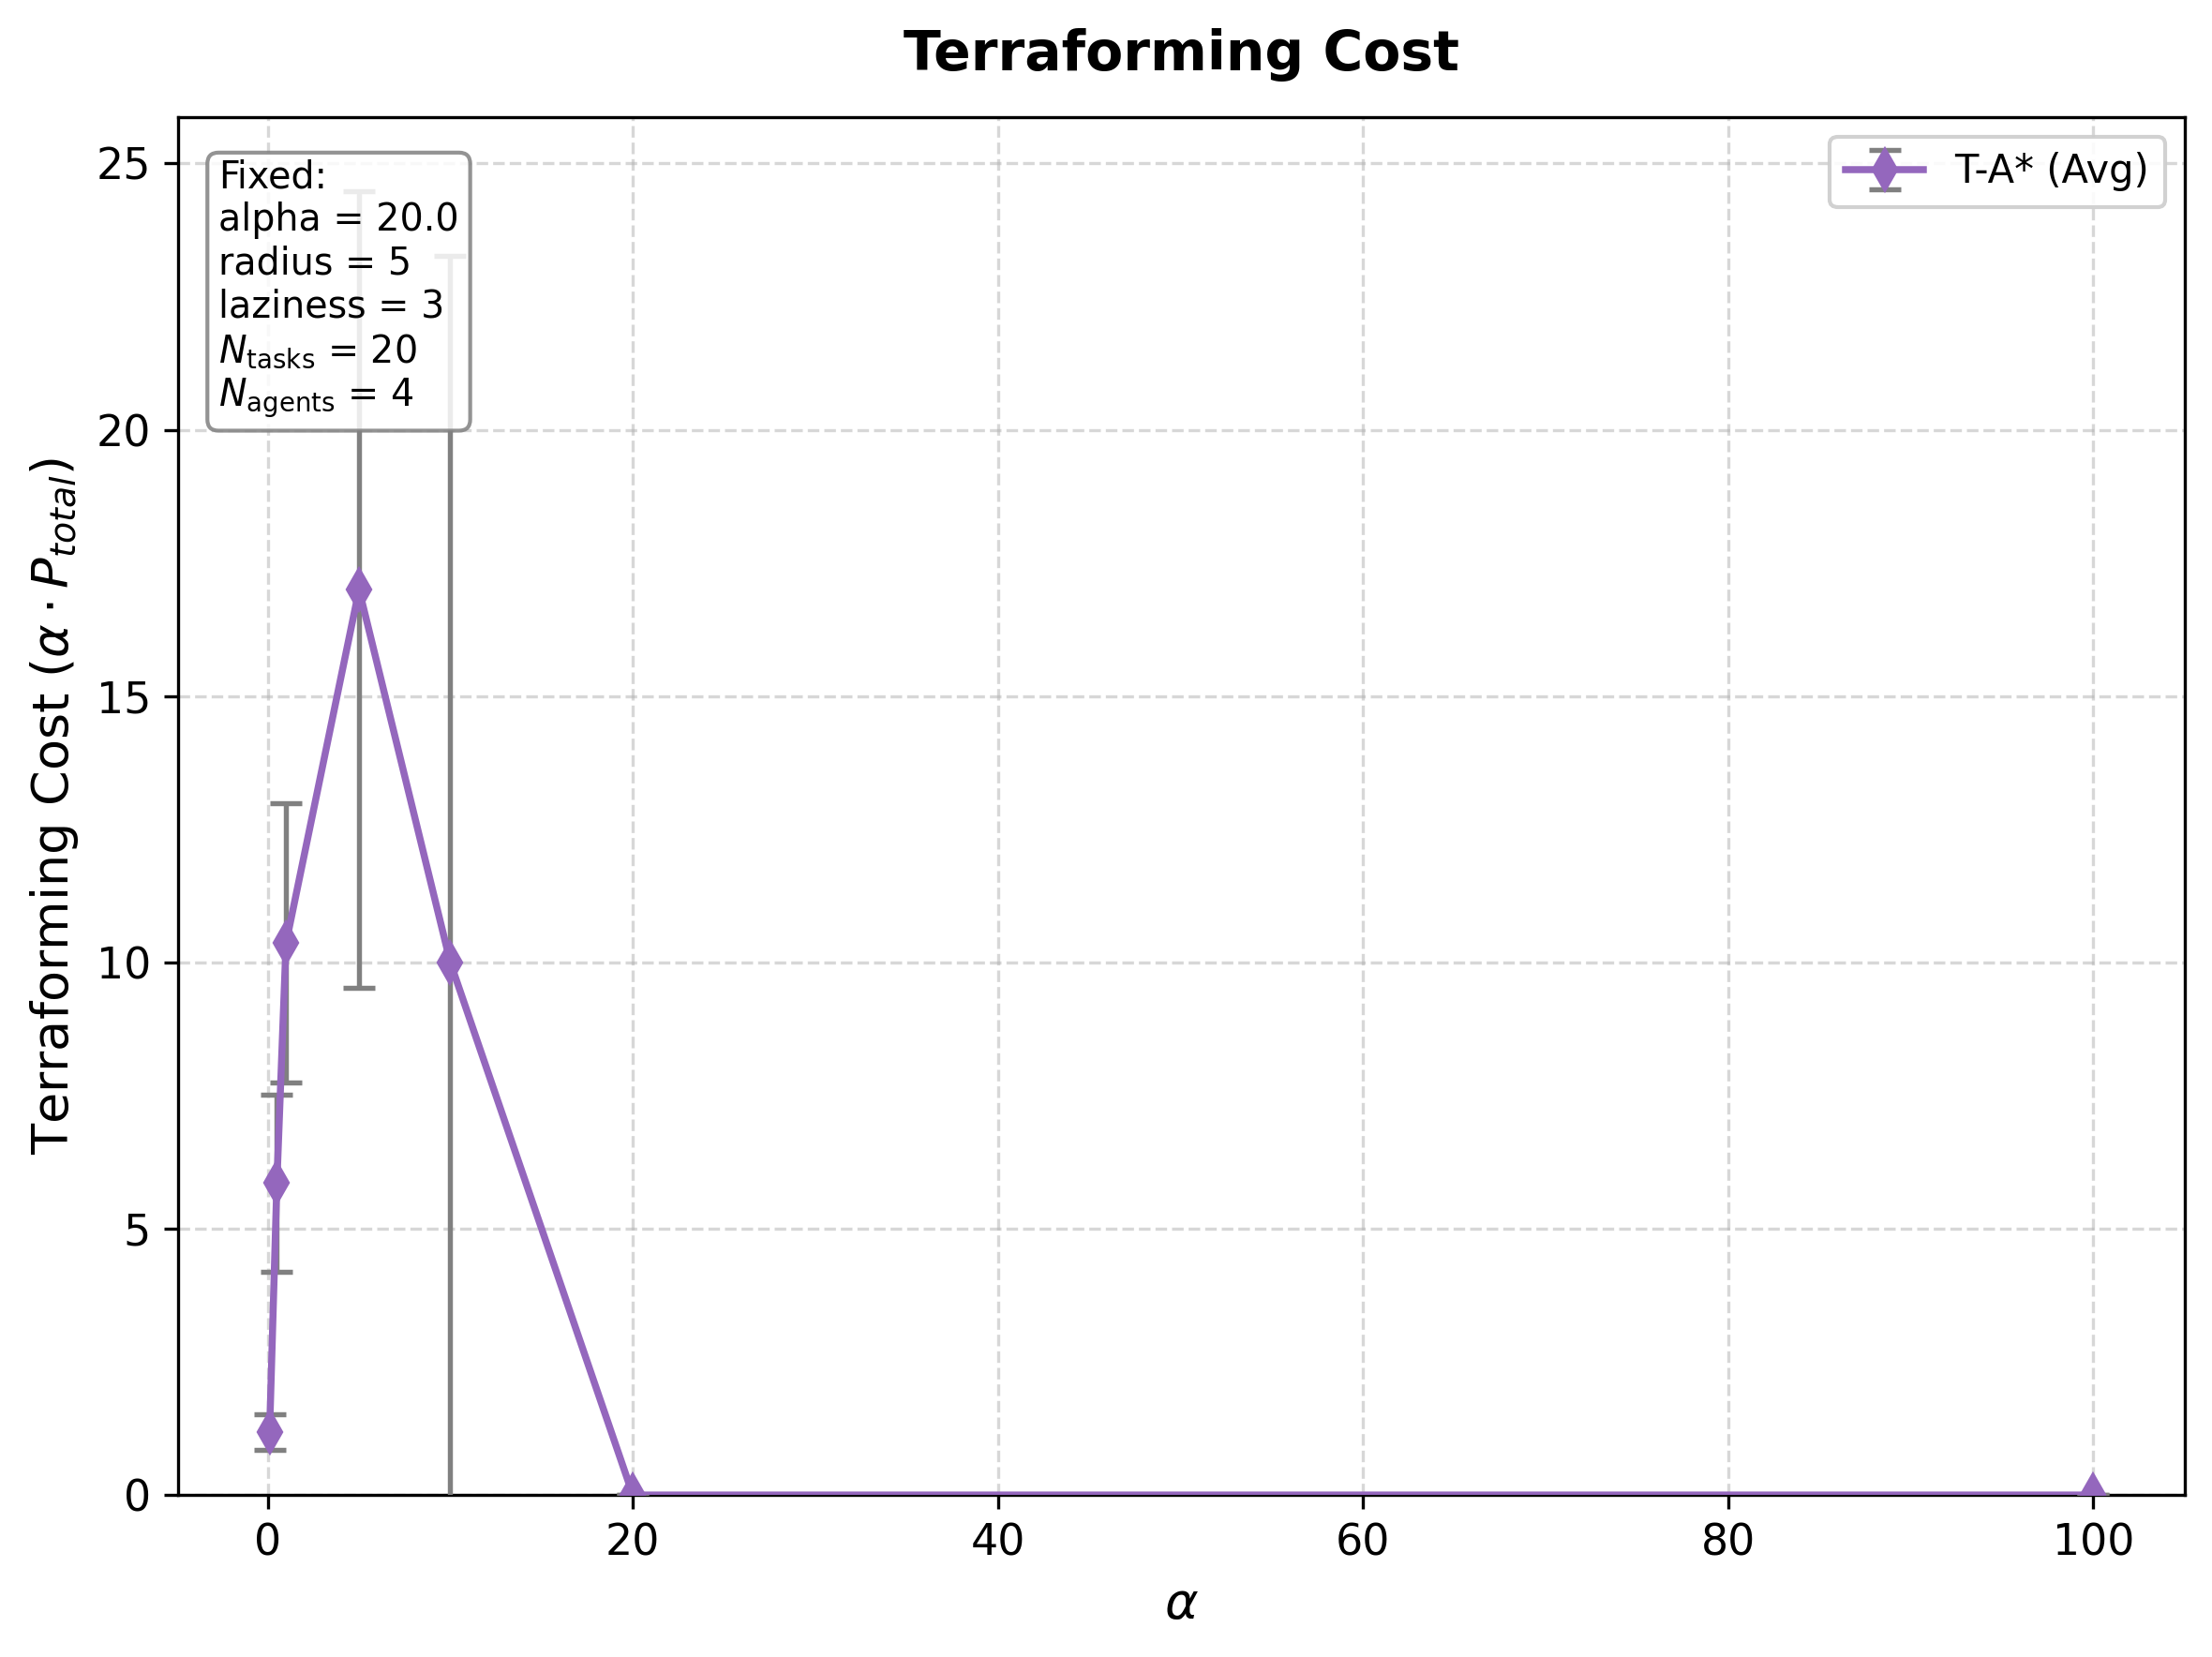 Terraforming Cost
Fixed:
alpha = 20.0
radius = 5
laziness = 3
N_tasks = 20
N_agents = 4
T-A* (Avg)
Terraforming Cost (α · P_total)
25
20
15
10
5
0
0 20 40 60 80 100
α